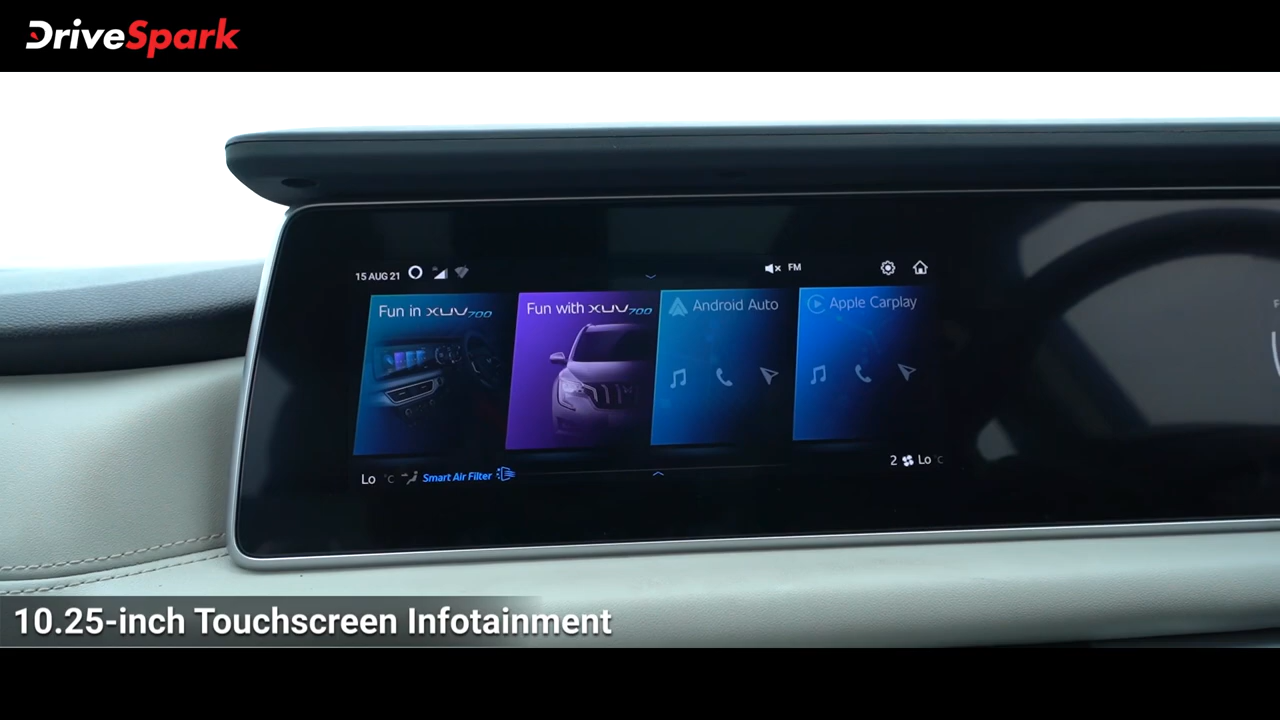 DriveSpark
15 AUG 21
FM
Fun in XUV700
Fun with XUV700
Android Auto
Apple Carplay
Lo °C
Smart Air Filter
2 Lo °C
10.25-inch Touchscreen Infotainment